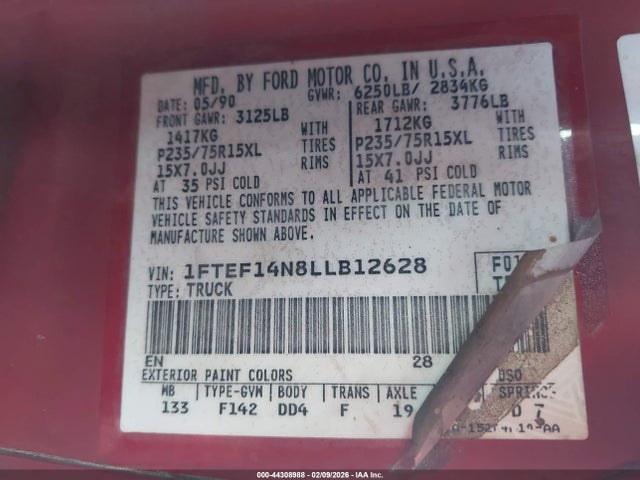 MFD. BY FORD MOTOR CO. IN U.S.A.
DATE: 05/90 GVWR: 6250LB/ 2834KG
FRONT GAWR: 3125LB REAR GAWR: 3776LB
1417KG WITH 1712KG WITH
P235/75R15XL TIRES P235/75R15XL TIRES
15X7.0JJ RIMS 15X7.0JJ RIMS
AT 35 PSI COLD AT 41 PSI COLD
THIS VEHICLE CONFORMS TO ALL APPLICABLE FEDERAL MOTOR
VEHICLE SAFETY STANDARDS IN EFFECT ON THE DATE OF
MANUFACTURE SHOWN ABOVE.
VIN: 1FTEF14N8LLB12628
TYPE: TRUCK
EN 28
EXTERIOR PAINT COLORS DSO
WB TYPE-GVW BODY TRANS AXLE
133 F142 DD4 F 19
000-44308988 - 02/09/2026 - IAA Inc.